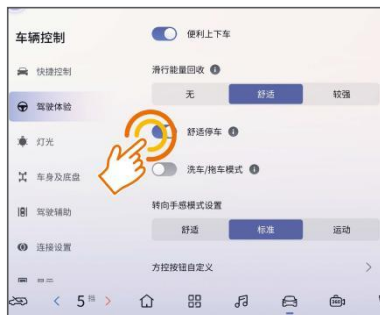 车辆控制
便利上下车
快捷控制
滑行能量回收
无 舒适 较强
驾驶体验
舒适停车
灯光
洗车/拖车模式
车身及底盘
转向手感模式设置
驾驶辅助
舒适 标准 运动
连接设置
方控按钮自定义
5